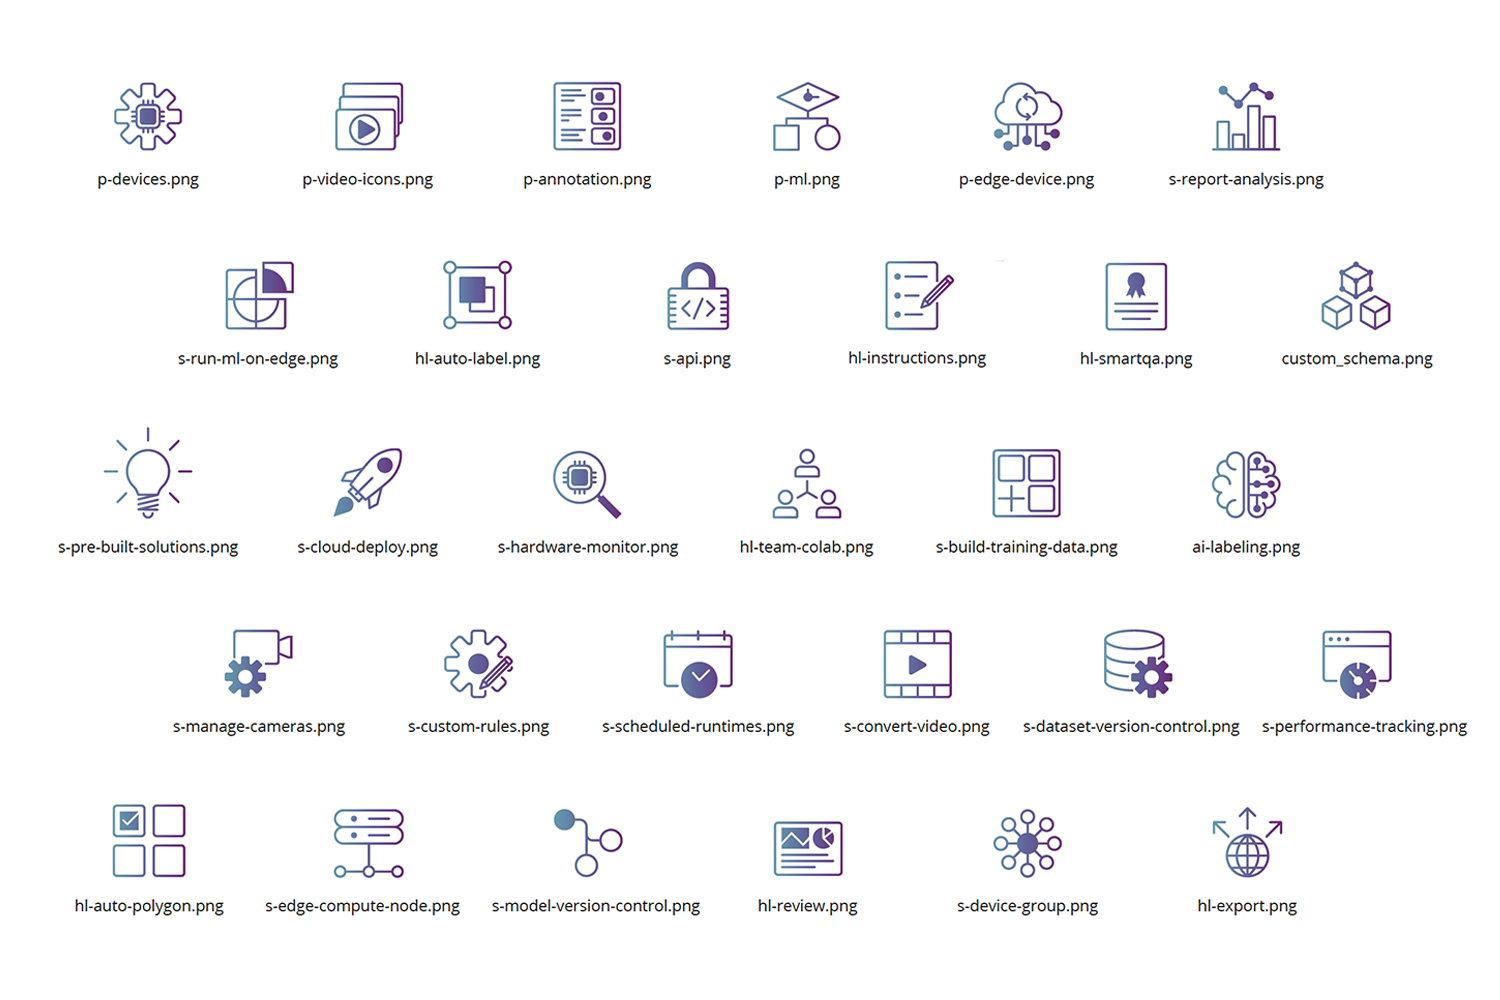 p-devices.png
p-video-icons.png
p-annotation.png
p-ml.png
p-edge-device.png
s-report-analysis.png
s-run-ml-on-edge.png
hl-auto-label.png
</>
s-api.png
hl-instructions.png
hl-smartqa.png
custom_schema.png
s-pre-built-solutions.png
s-cloud-deploy.png
s-hardware-monitor.png
hl-team-colab.png
s-build-training-data.png
ai-labeling.png
s-manage-cameras.png
s-custom-rules.png
s-scheduled-runtimes.png
s-convert-video.png
s-dataset-version-control.png
s-performance-tracking.png
hl-auto-polygon.png
s-edge-compute-node.png
s-model-version-control.png
hl-review.png
s-device-group.png
hl-export.png